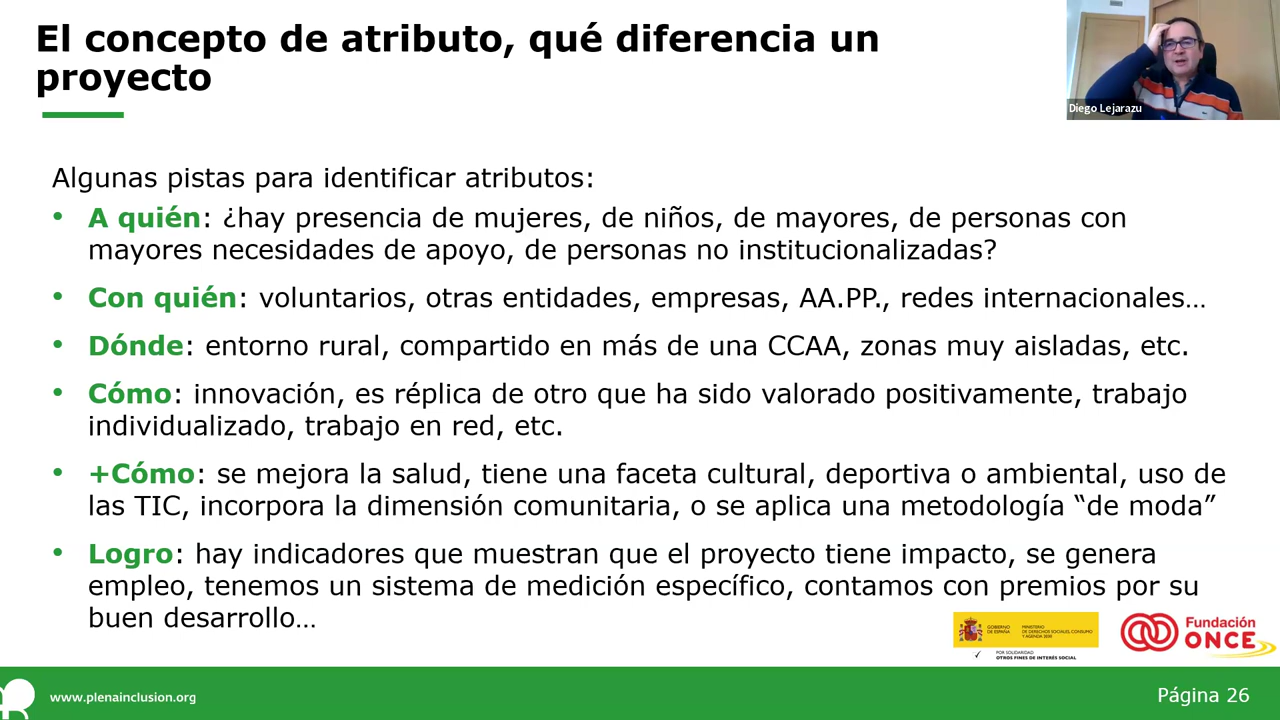 El concepto de atributo, qué diferencia un
proyecto
Diego Lejarazu
Algunas pistas para identificar atributos:
• A quién: ¿hay presencia de mujeres, de niños, de mayores, de personas con
mayores necesidades de apoyo, de personas no institucionalizadas?
• Con quién: voluntarios, otras entidades, empresas, AA.PP., redes internacionales…
• Dónde: entorno rural, compartido en más de una CCAA, zonas muy aisladas, etc.
• Cómo: innovación, es réplica de otro que ha sido valorado positivamente, trabajo
individualizado, trabajo en red, etc.
• +Cómo: se mejora la salud, tiene una faceta cultural, deportiva o ambiental, uso de
las TIC, incorpora la dimensión comunitaria, o se aplica una metodología “de moda”
• Logro: hay indicadores que muestran que el proyecto tiene impacto, se genera
empleo, tenemos un sistema de medición específico, contamos con premios por su
buen desarrollo…
GOBIERNO
DE ESPAÑA
MINISTERIO
DE DERECHOS SOCIALES, CONSUMO
Y AGENDA 2030
POR SOLIDARIDAD
OTROS FINES DE INTERÉS SOCIAL
Fundación
ONCE
www.plenainclusion.org
Página 26